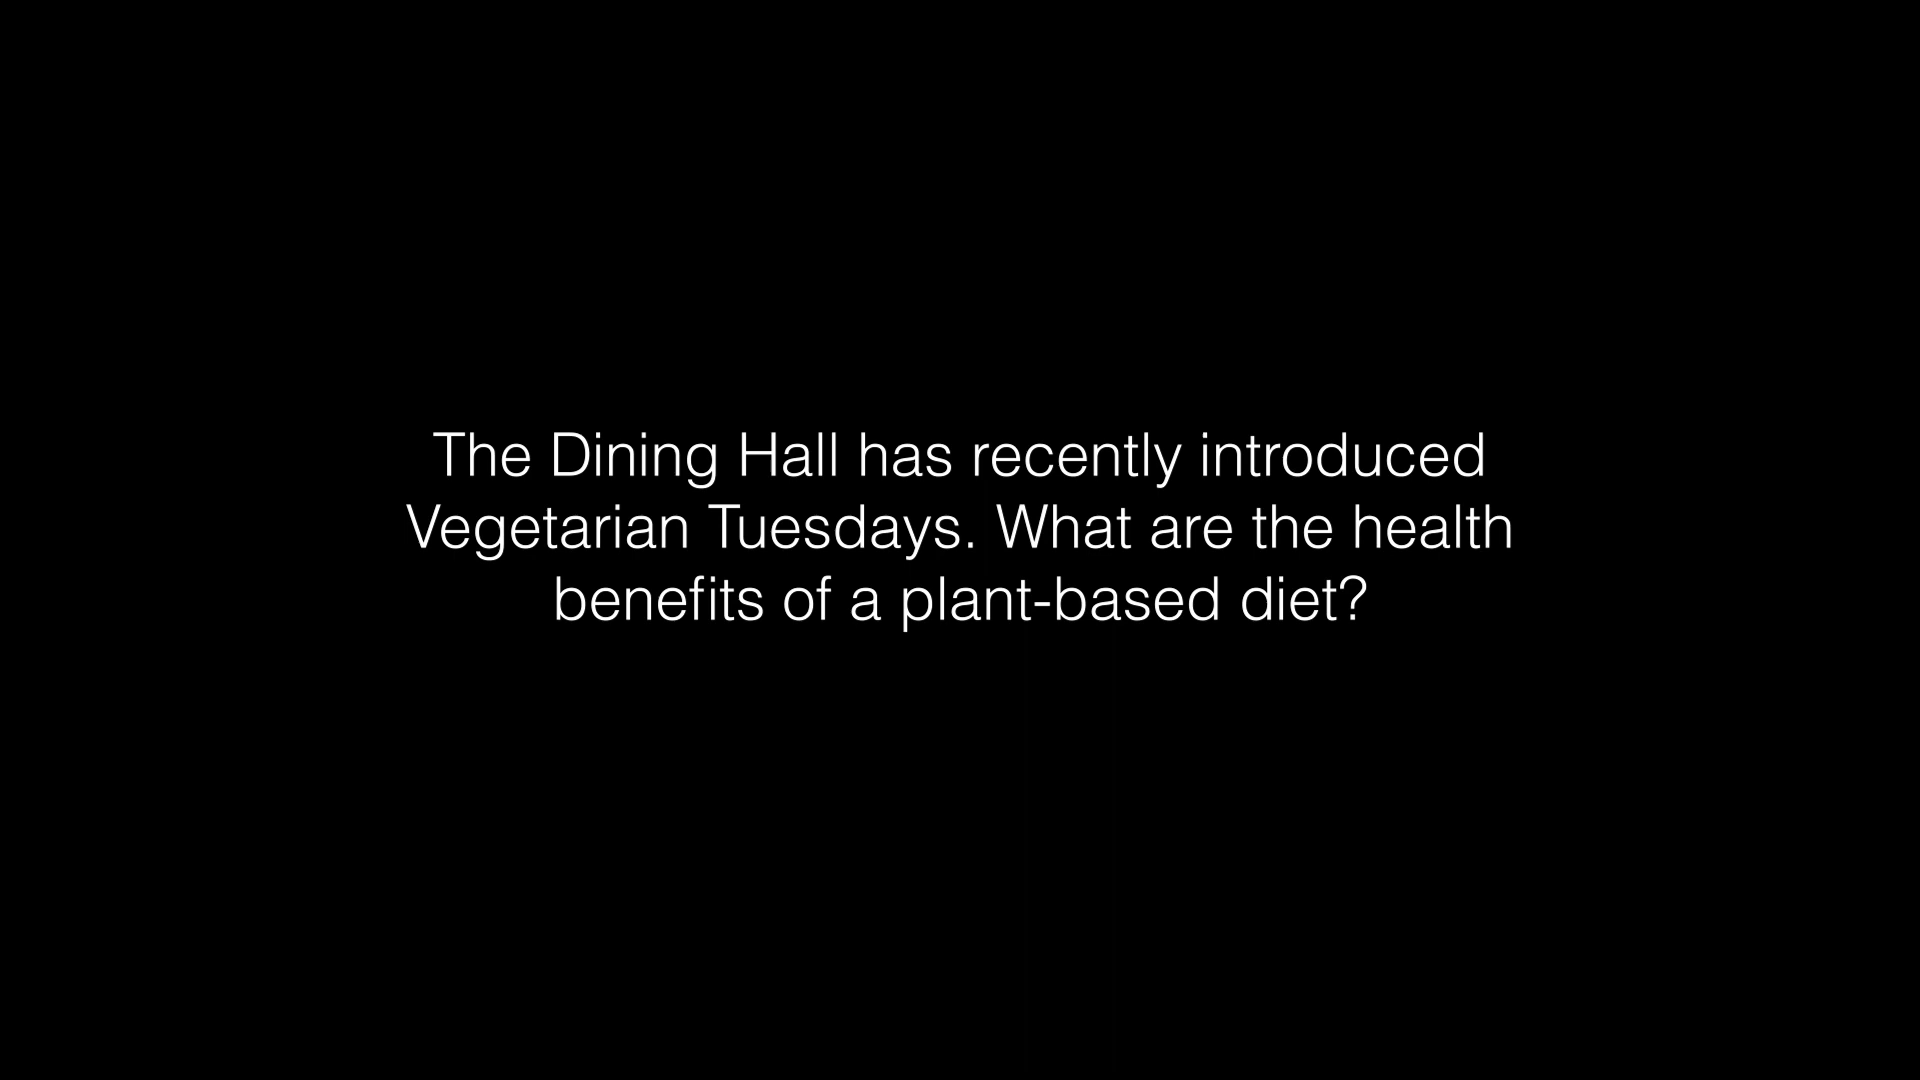 The Dining Hall has recently introduced
Vegetarian Tuesdays. What are the health
benefits of a plant-based diet?